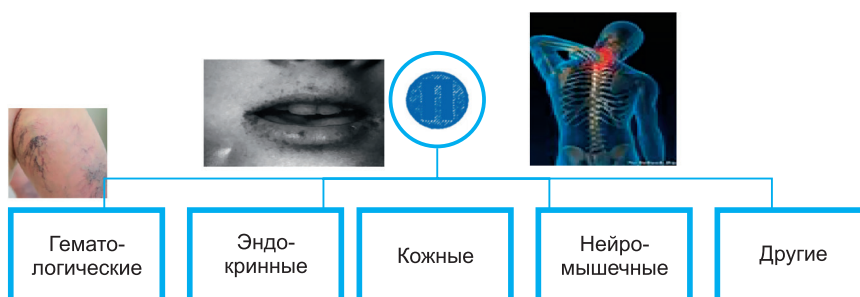 Гемато-
логические
Эндо-
кринные
Кожные
Нейро-
мышечные
Другие